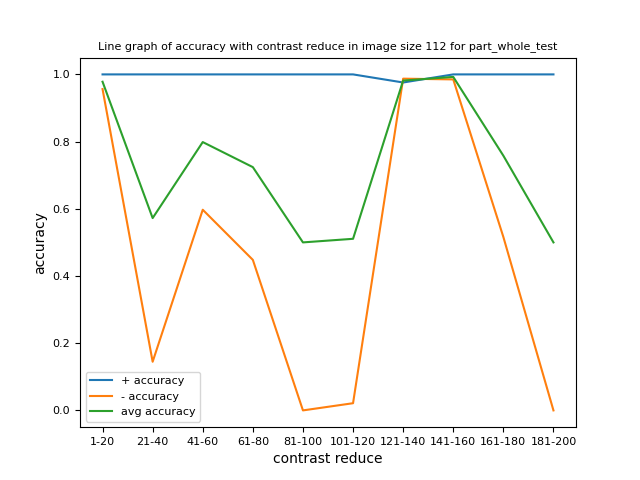 Line graph of accuracy with contrast reduce in image size 112 for part_whole_test
accuracy
1.0
0.8
0.6
0.4
0.2
0.0
+ accuracy
- accuracy
avg accuracy
1-20 21-40 41-60 61-80 81-100 101-120 121-140 141-160 161-180 181-200
contrast reduce